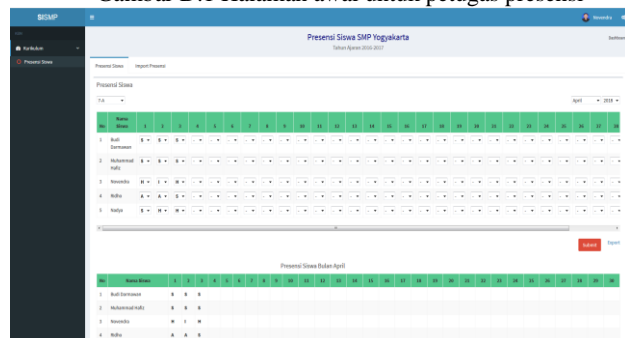 Gambar D.1 Halaman awal untuk petugas presensi
SISMP
Novendra
Kurikulum
Presensi Siswa
Presensi Siswa SMP Yogyakarta
Tahun Ajaran 2016-2017
Dashboar
Presensi Siswa Import Presensi
Presensi Siswa
7A April 2018
No Nama Siswa 1 2 3 4 5 6 7 8 9 10 11 12 13 14 15 16 17 18 19 20 21 22 23 24 25 26 27 28
1 Budi Darmawan S S S
2 Muhammad Hafiz S S S
3 Novendra H I H
4 Ridho A A S
5 Nadya S H H
Submit Export
Presensi Siswa Bulan April
No Nama Siswa 1 2 3 4 5 6 7 8 9 10 11 12 13 14 15 16 17 18 19 20 21 22 23 24 25 26 27 28 29 30
1 Budi Darmawan S S S
2 Muhammad Hafiz S S S
3 Novendra H I H
4 Ridho A A S